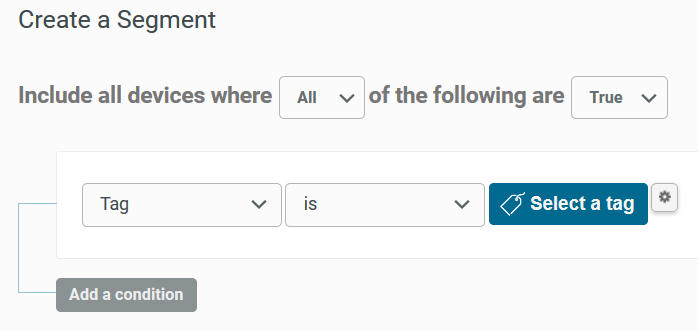 Create a Segment
Include all devices where All of the following are True
Tag is Select a tag
Add a condition